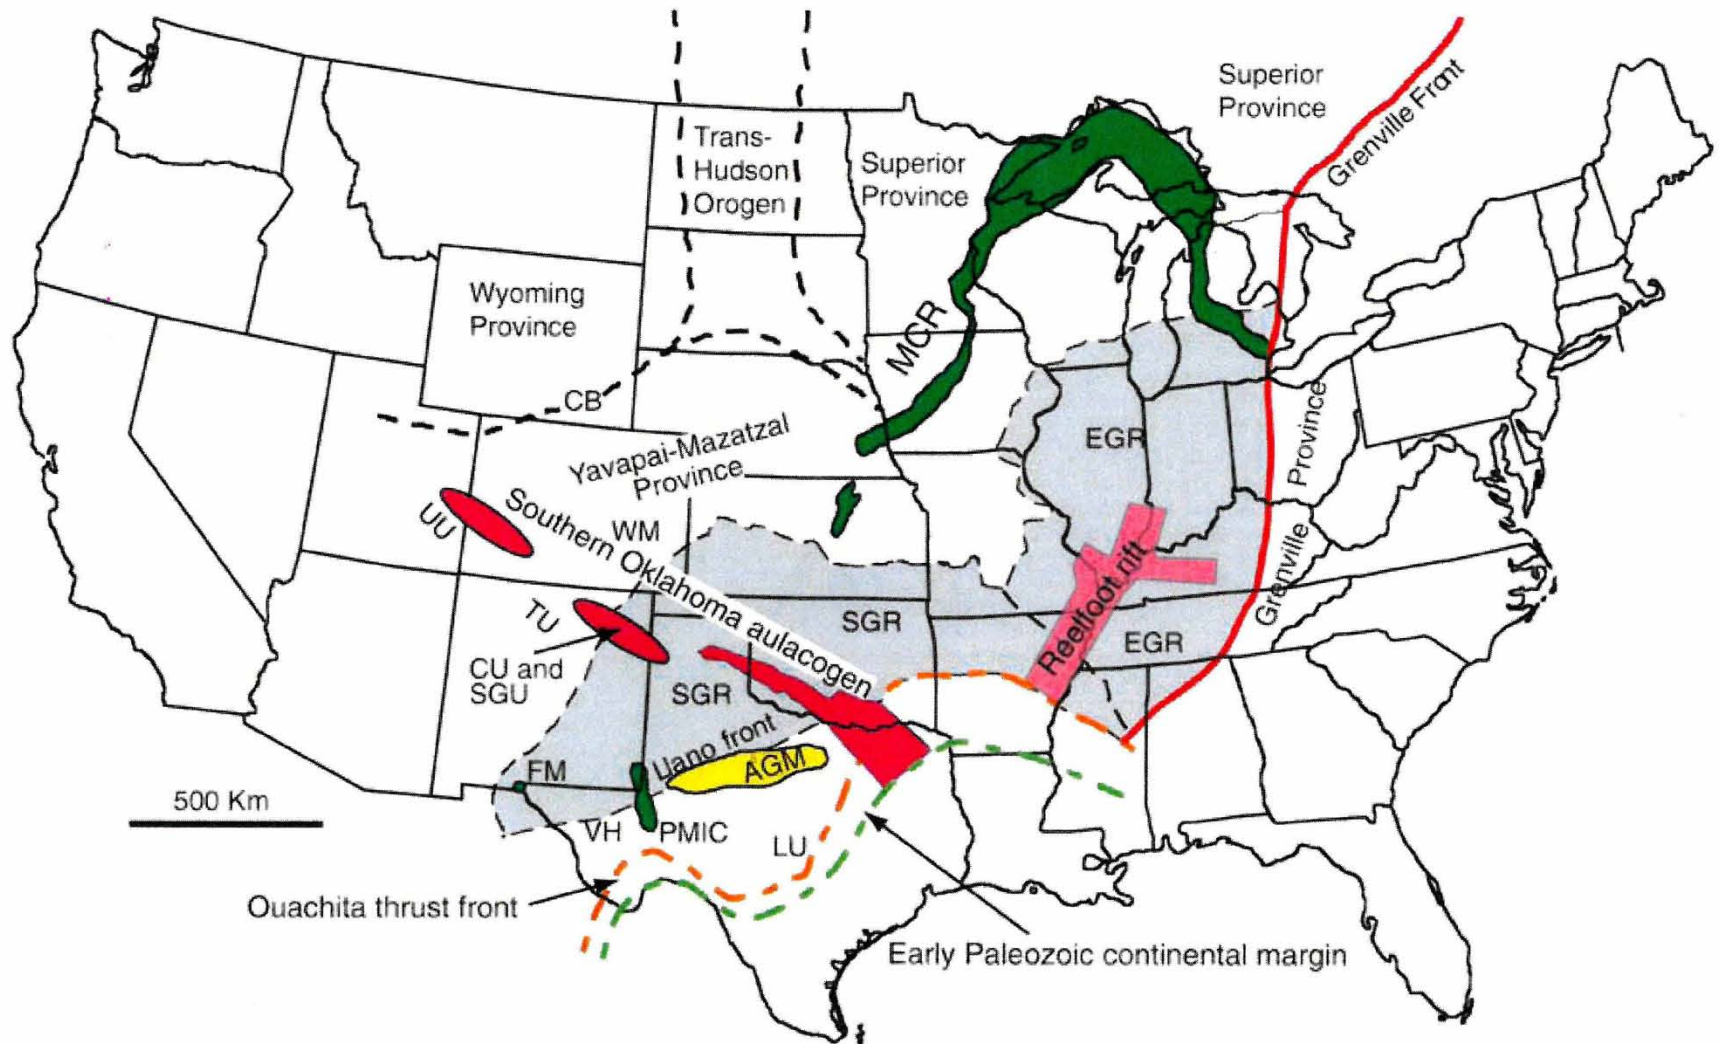 Superior
Province
Grenville Front
Trans-
Hudson
Orogen
Superior
Province
Wyoming
Province
MCR
CB
Province
EGR
Yavapai-Mazatzal
Province
UU
Southern Oklahoma aulacogen
WM
Reelfoot rift
Grenville
TU
SGR
EGR
CU and
SGU
SGR
Llano front
AGM
FM
500 Km
VH
PMIC
LU
Ouachita thrust front
Early Paleozoic continental margin